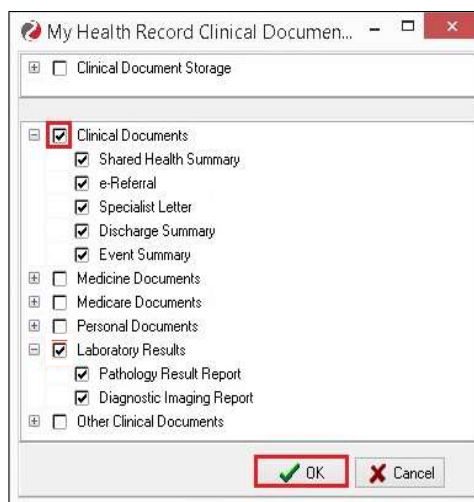 My Health Record Clinical Documen...
Clinical Document Storage
Clinical Documents
Shared Health Summary
e-Referral
Specialist Letter
Discharge Summary
Event Summary
Medicine Documents
Medicare Documents
Personal Documents
Laboratory Results
Pathology Result Report
Diagnostic Imaging Report
Other Clinical Documents
OK Cancel